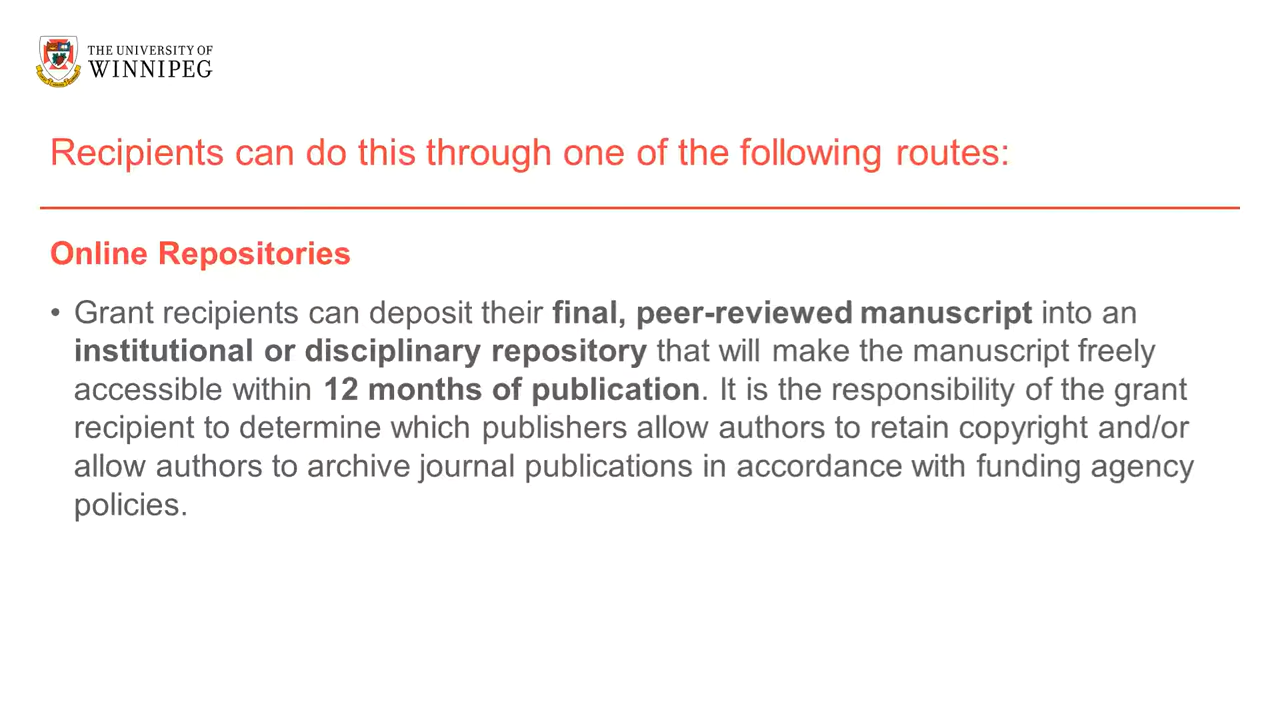 THE UNIVERSITY OF
WINNIPEG
Recipients can do this through one of the following routes:
Online Repositories
• Grant recipients can deposit their final, peer-reviewed manuscript into an
institutional or disciplinary repository that will make the manuscript freely
accessible within 12 months of publication. It is the responsibility of the grant
recipient to determine which publishers allow authors to retain copyright and/or
allow authors to archive journal publications in accordance with funding agency
policies.